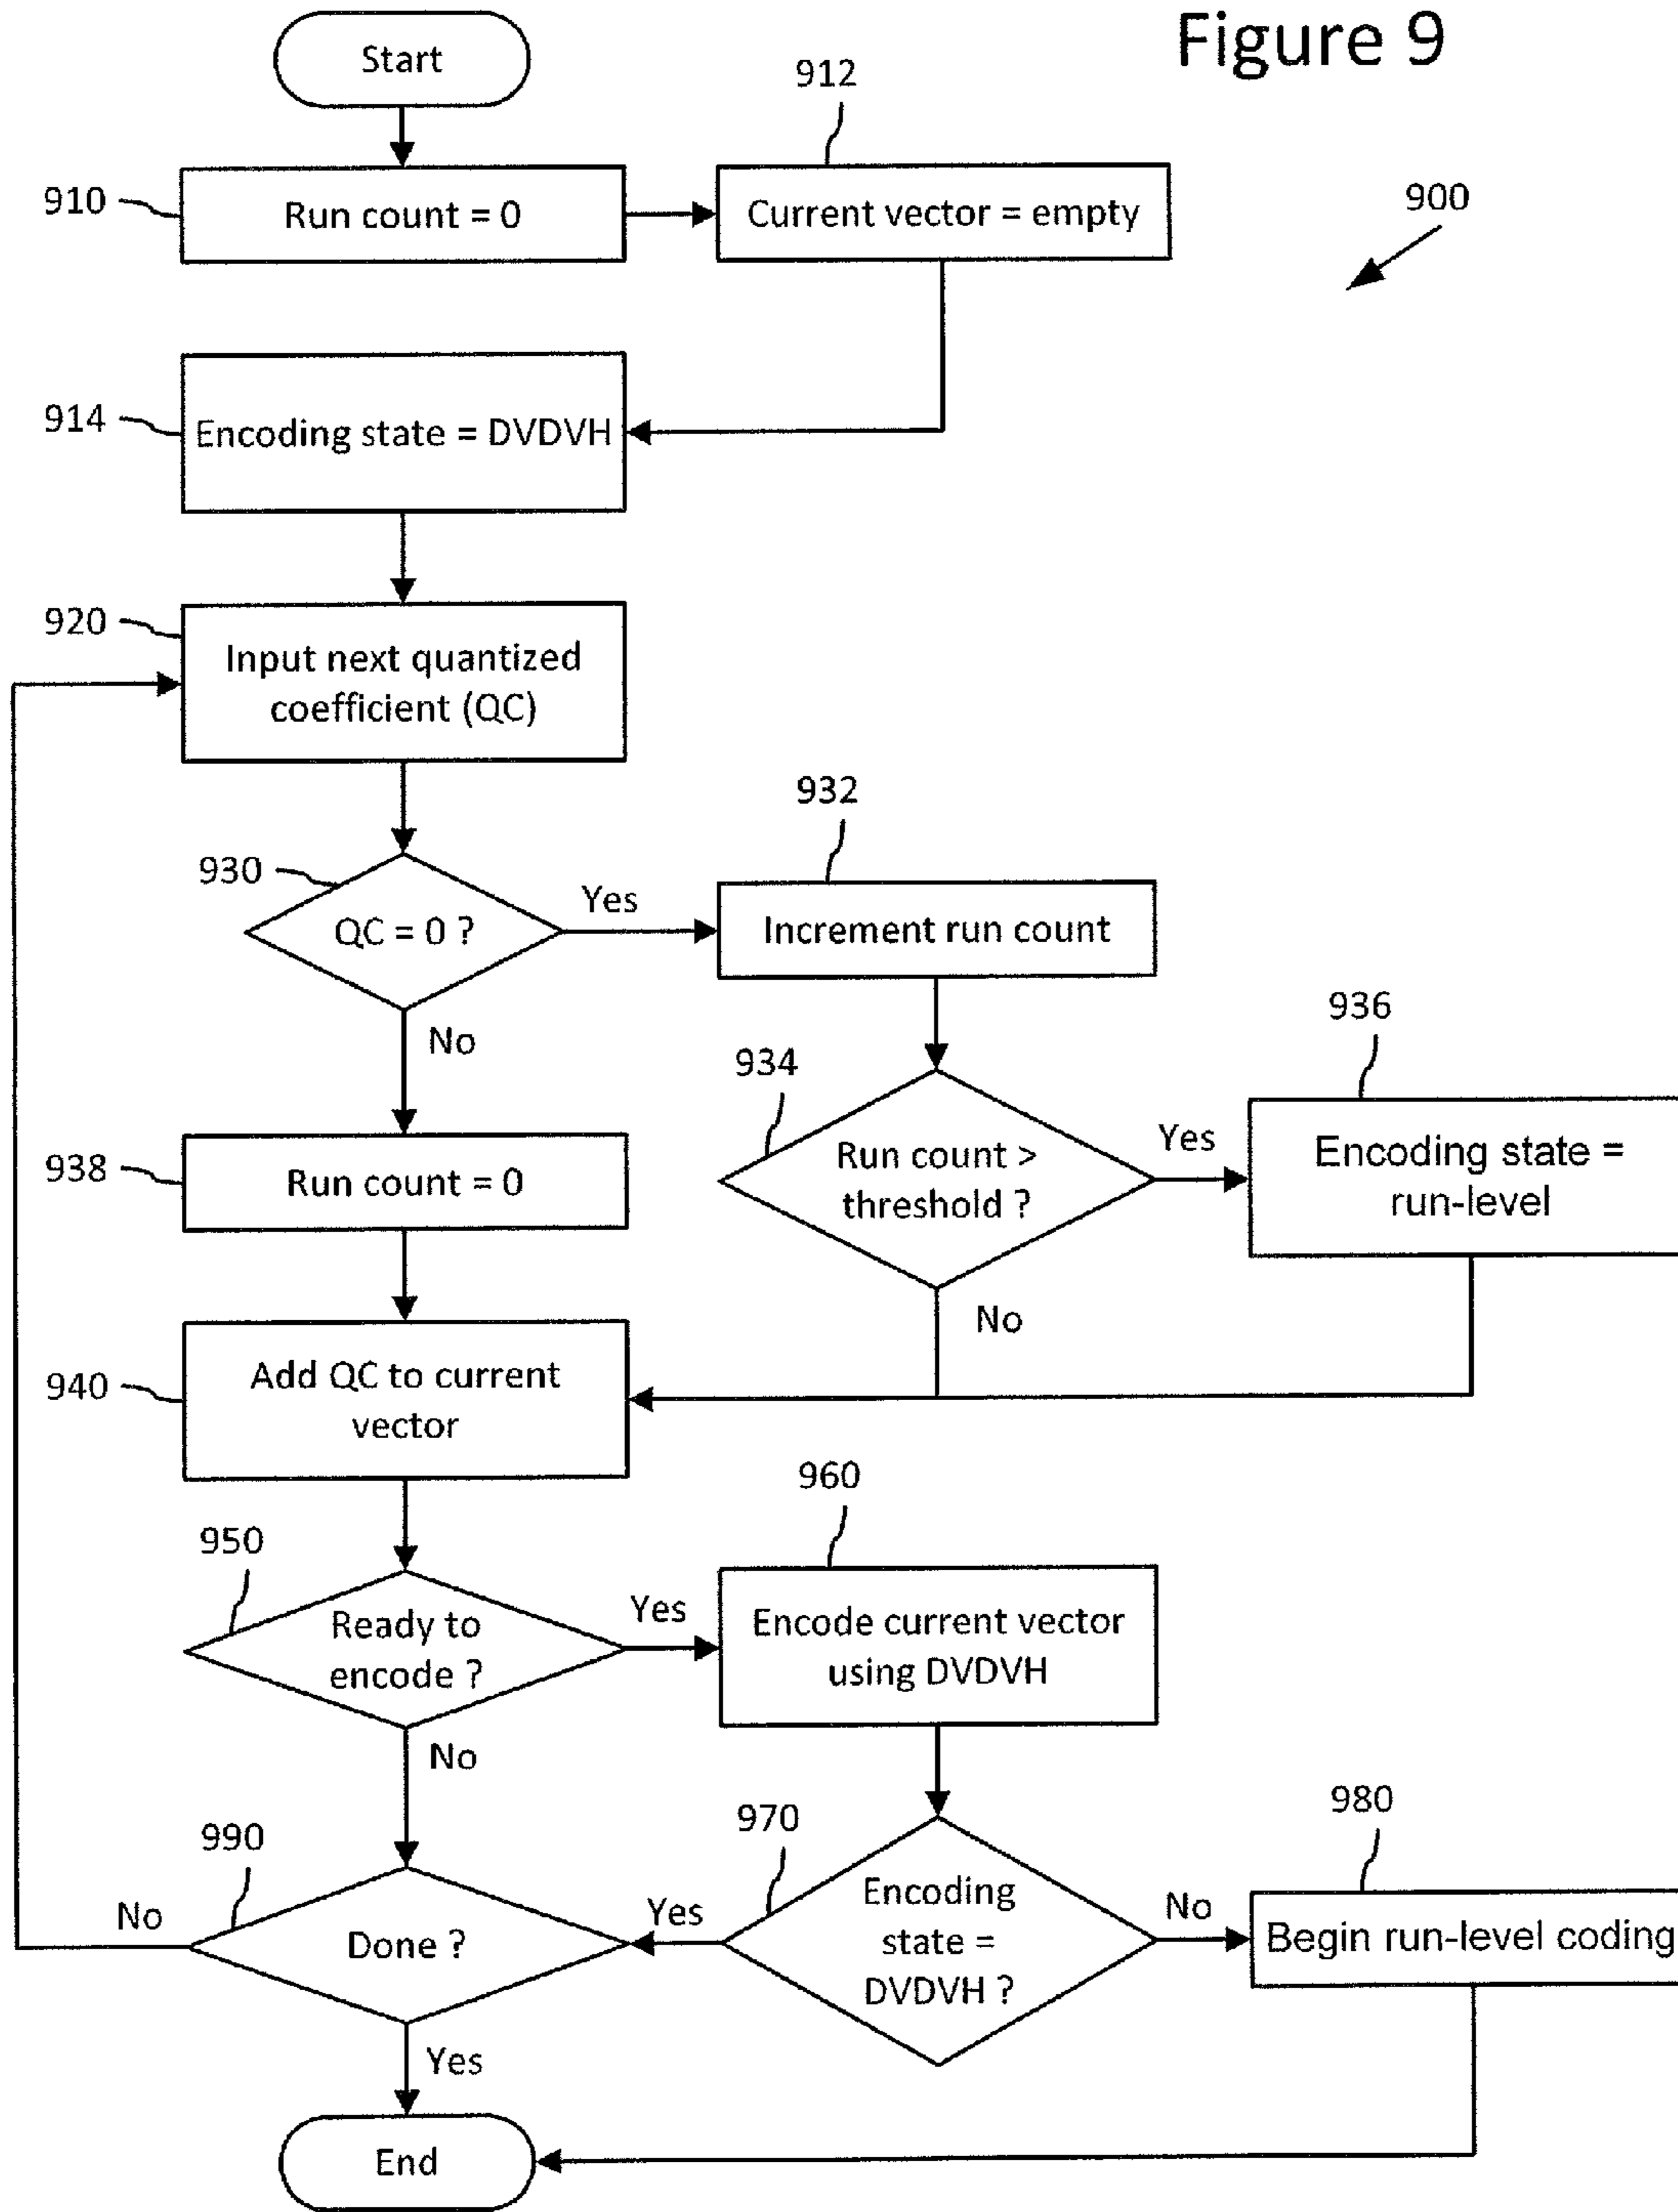 Figure 9
Start
912
910
Run count = 0
Current vector = empty
900
914
Encoding state = DVDVH
920
Input next quantized
coefficient (QC)
932
930
QC = 0 ?
Yes
Increment run count
No
936
934
938
Run count = 0
Run count >
threshold ?
Yes
Encoding state =
run-level
No
940
Add QC to current
vector
960
950
Ready to
encode ?
Yes
Encode current vector
using DVDVH
No
980
970
990
No
Done ?
Yes
Encoding
state =
DVDVH ?
No
Begin run-level coding
Yes
End